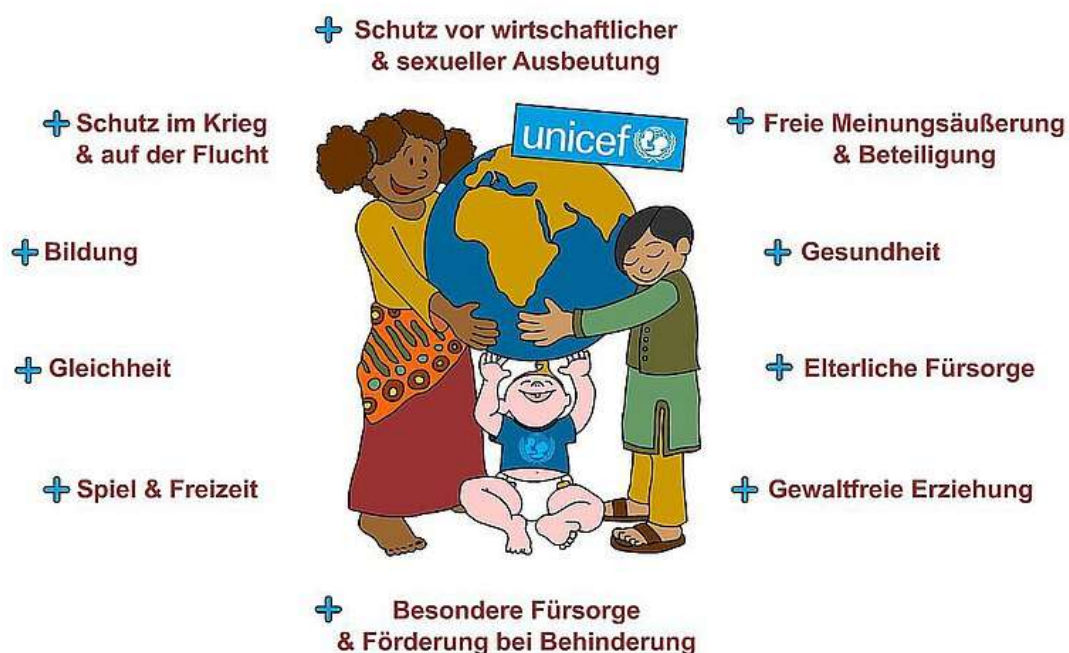 + Schutz vor wirtschaftlicher
& sexueller Ausbeutung
+ Schutz im Krieg
& auf der Flucht
unicef
+ Freie Meinungsäußerung
& Beteiligung
+ Bildung
+ Gesundheit
+ Gleichheit
+ Elterliche Fürsorge
+ Spiel & Freizeit
+ Gewaltfreie Erziehung
+ Besondere Fürsorge
& Förderung bei Behinderung